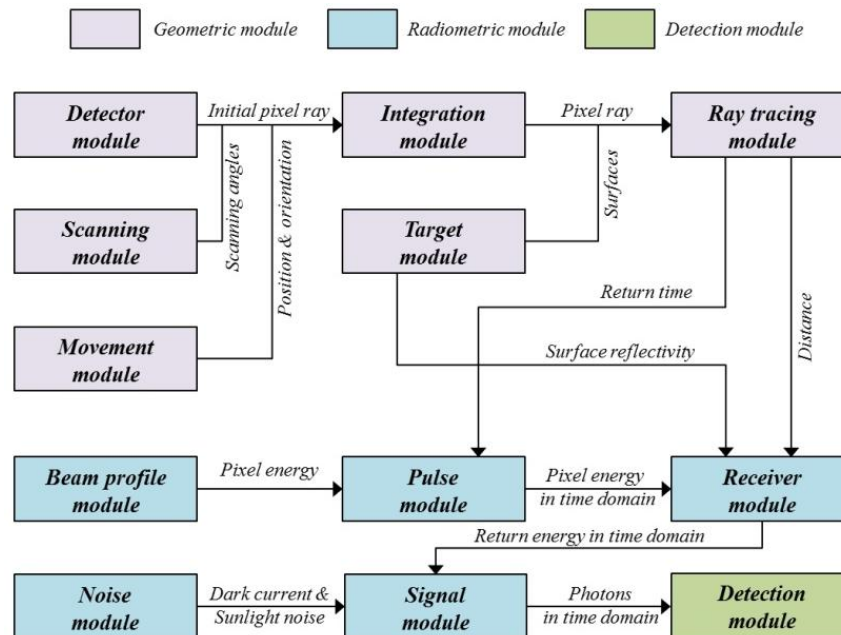 Geometric module
Radiometric module
Detection module
Detector
module
Initial pixel ray
Integration
module
Pixel ray
Ray tracing
module
Scanning angles
Position & orientation
Surfaces
Scanning
module
Target
module
Return time
Movement
module
Surface reflectivity
Distance
Beam profile
module
Pixel energy
Pulse
module
Pixel energy
in time domain
Receiver
module
Return energy in time domain
Noise
module
Dark current &
Sunlight noise
Signal
module
Photons
in time domain
Detection
module